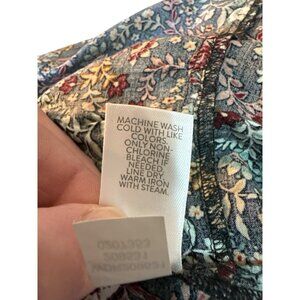 MACHINE WASH
COLD WITH LIKE
COLORS.
ONLY NON-
CHLORINE
BLEACH IF
NEEDED.
LINE DRY.
WARM IRON
WITH STEAM.